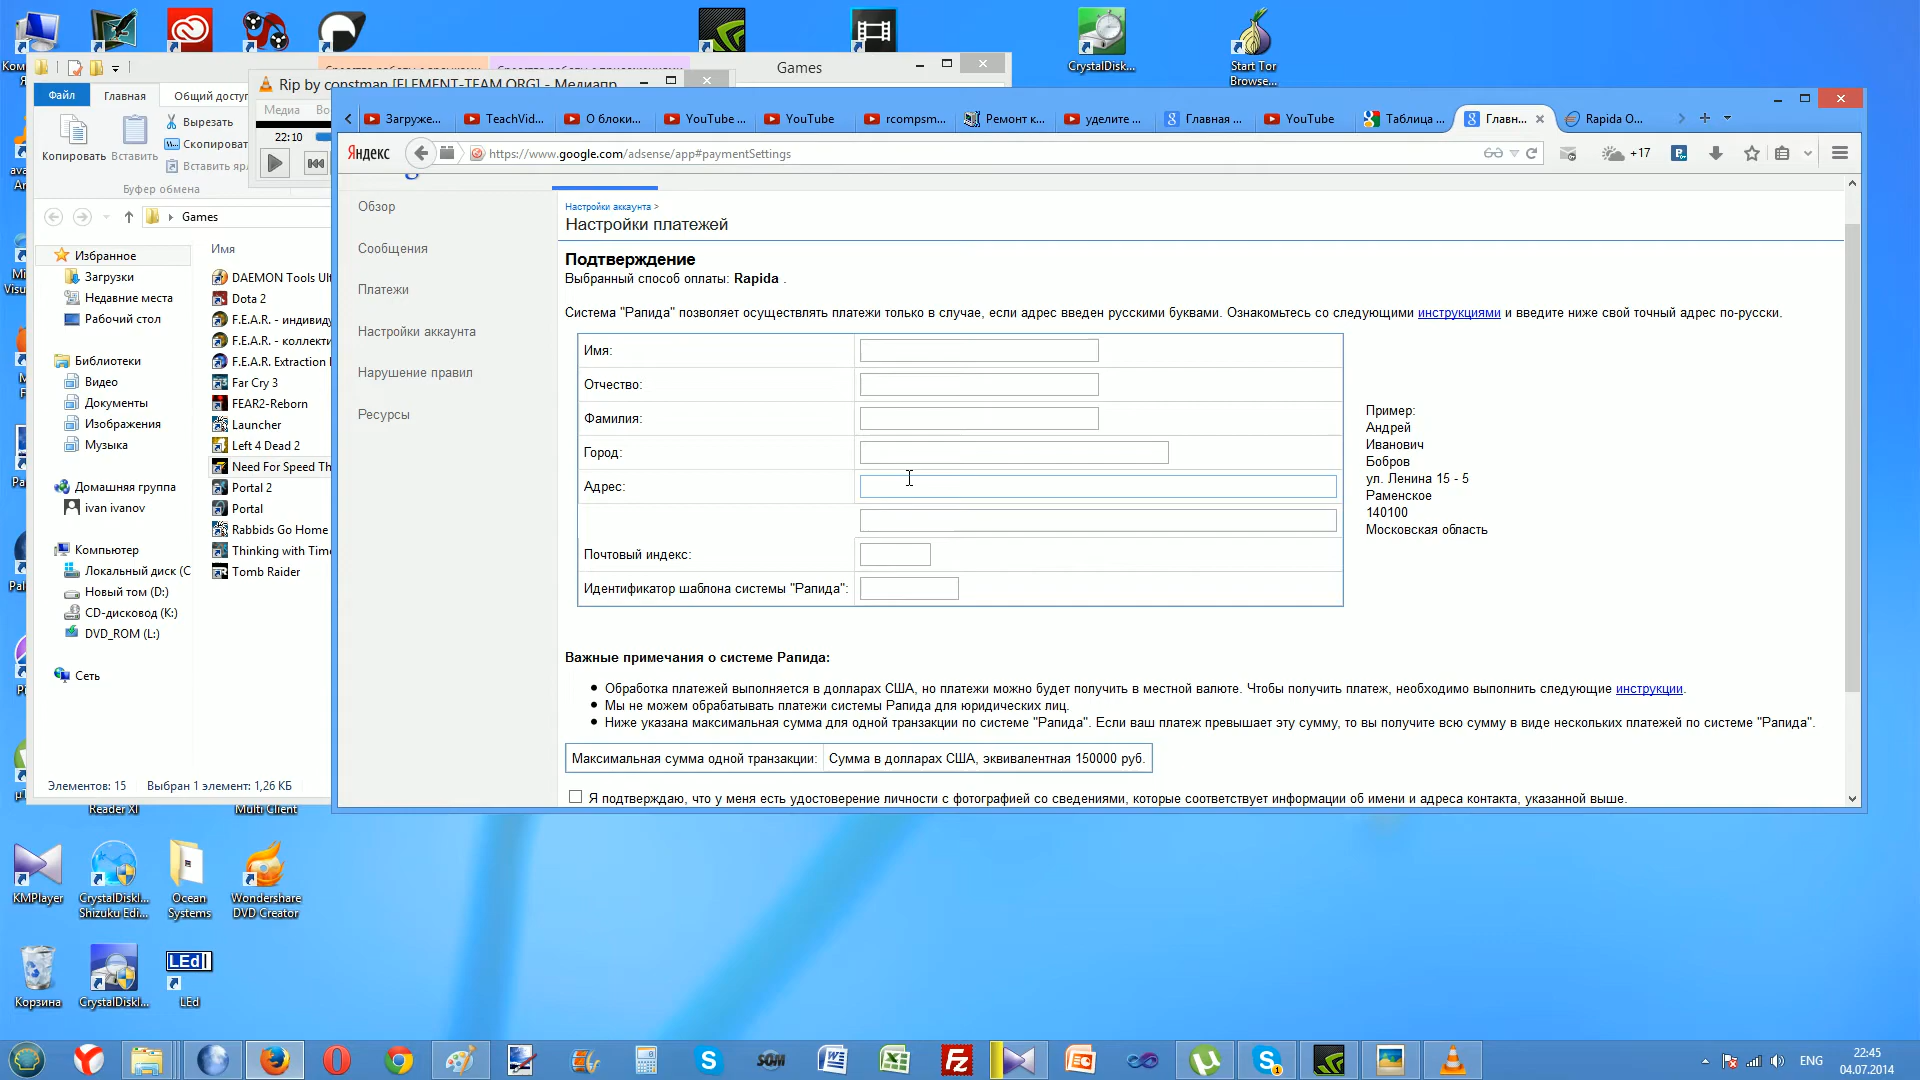 CrystalDisk...
Start Tor
Browse...
Games
Rip by constman [ELEMENT-TEAM.ORG] - Медиапр
Файл
Главная
Общий досту
Медиа
22:10
Копировать
Вставить
Вырезать
Скопироват
Вставить яр
Буфер обмена
Games
Избранное
Загрузки
Недавние места
Рабочий стол
Библиотеки
Видео
Документы
Изображения
Музыка
Домашняя группа
ivan ivanov
Компьютер
Локальный диск (C
Новый том (D:)
CD-дисковод (K:)
DVD_ROM (L:)
Сеть
Имя
DAEMON Tools Ult
Dota 2
F.E.A.R. - индивиду
F.E.A.R. - коллекти
F.E.A.R. Extraction
Far Cry 3
FEAR2-Reborn
Launcher
Left 4 Dead 2
Need For Speed Th
Portal 2
Portal
Rabbids Go Home
Thinking with Time
Tomb Raider
Элементов: 15
Выбран 1 элемент: 1,26 КБ
Загруже...
TeachVid...
О блоки...
YouTube ...
YouTube
rcompsm...
Ремонт к...
уделите ...
Главная ...
YouTube
Таблица ...
Главн...
Rapida O...
Яндекс
https://www.google.com/adsense/app#paymentSettings
+17
Обзор
Сообщения
Платежи
Настройки аккаунта
Нарушение правил
Ресурсы
Настройки аккаунта >
Настройки платежей
Подтверждение
Выбранный способ оплаты: Rapida .
Система "Рапида" позволяет осуществлять платежи только в случае, если адрес введен русскими буквами. Ознакомьтесь со следующими инструкциями и введите ниже свой точный адрес по-русски.
Имя:
Отчество:
Фамилия:
Город:
Адрес:
Почтовый индекс:
Идентификатор шаблона системы "Рапида":
Пример:
Андрей
Иванович
Бобров
ул. Ленина 15 - 5
Раменское
140100
Московская область
Важные примечания о системе Рапида:
Обработка платежей выполняется в долларах США, но платежи можно будет получить в местной валюте. Чтобы получить платеж, необходимо выполнить следующие инструкции.
Мы не можем обрабатывать платежи системы Рапида для юридических лиц.
Ниже указана максимальная сумма для одной транзакции по системе "Рапида". Если ваш платеж превышает эту сумму, то вы получите всю сумму в виде нескольких платежей по системе "Рапида".
Максимальная сумма одной транзакции: Сумма в долларах США, эквивалентная 150000 руб.
Я подтверждаю, что у меня есть удостоверение личности с фотографией со сведениями, которые соответствует информации об имени и адреса контакта, указанной выше.
Reader XI
Multi Client
KMPlayer
CrystalDiskI...
Shizuku Edi...
Ocean
Systems
Wondershare
DVD Creator
Корзина
CrystalDiskI...
LEd
LEd
ENG
22:45
04.07.2014